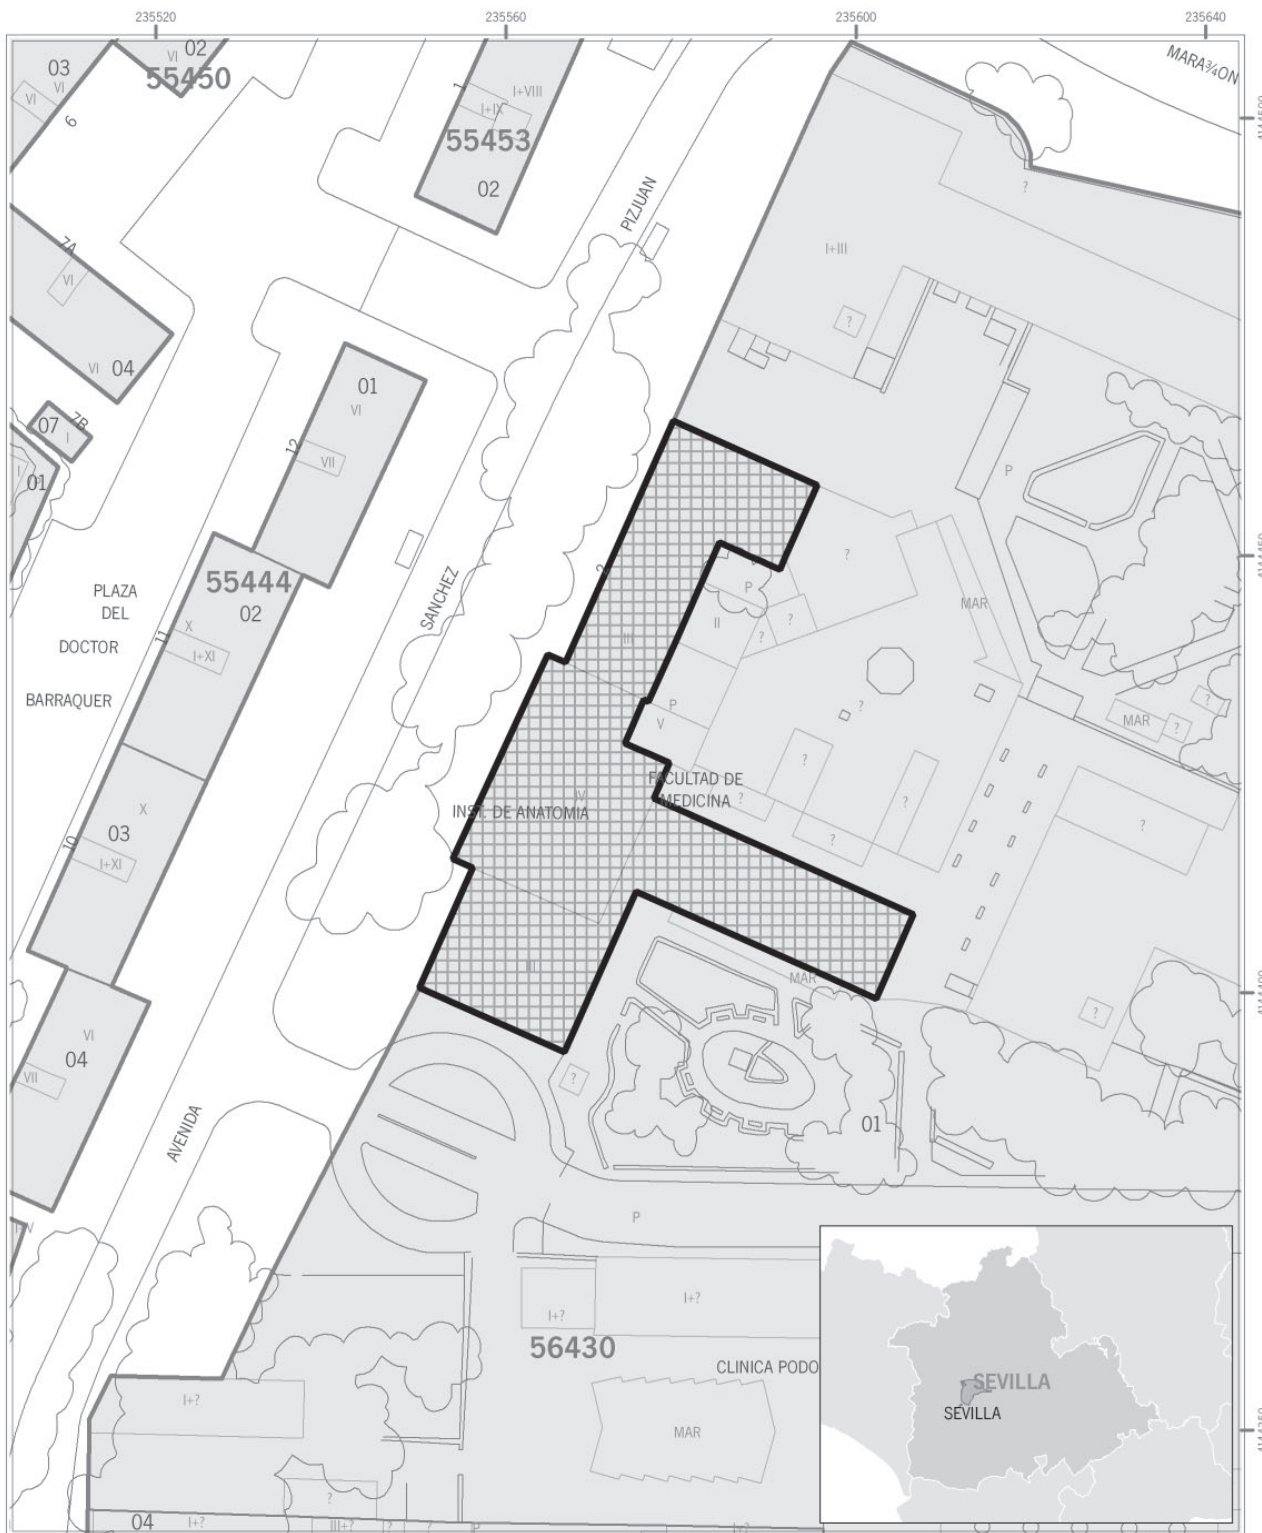 235520
235560
235600
235640
03
VI
VI
6
VI
02
55450
1
I+VIII
I+IX
55453
02
MARA¾ON
PIZJUAN
?
I+III
?
7A
VI
VI
04
07
7B
I
I
01
01
VI
12
VII
55444
02
X
11
I+XI
PLAZA
DEL
DOCTOR
BARRAQUER
SANCHEZ
2
III
P
?
P
II
?
?
MAR
P
V
?
?
MAR
?
FACULTAD DE
MEDICINA
INST. DE ANATOMIA
IV
?
?
?
?
?
X
03
10
I+XI
III
MAR
?
?
VI
04
VII
AVENIDA
01
P
I+?
I+?
56430
CLINICA PODO
MAR
I+?
?
04
I+?
III+?
?
?
P
I+?
SEVILLA
SEVILLA